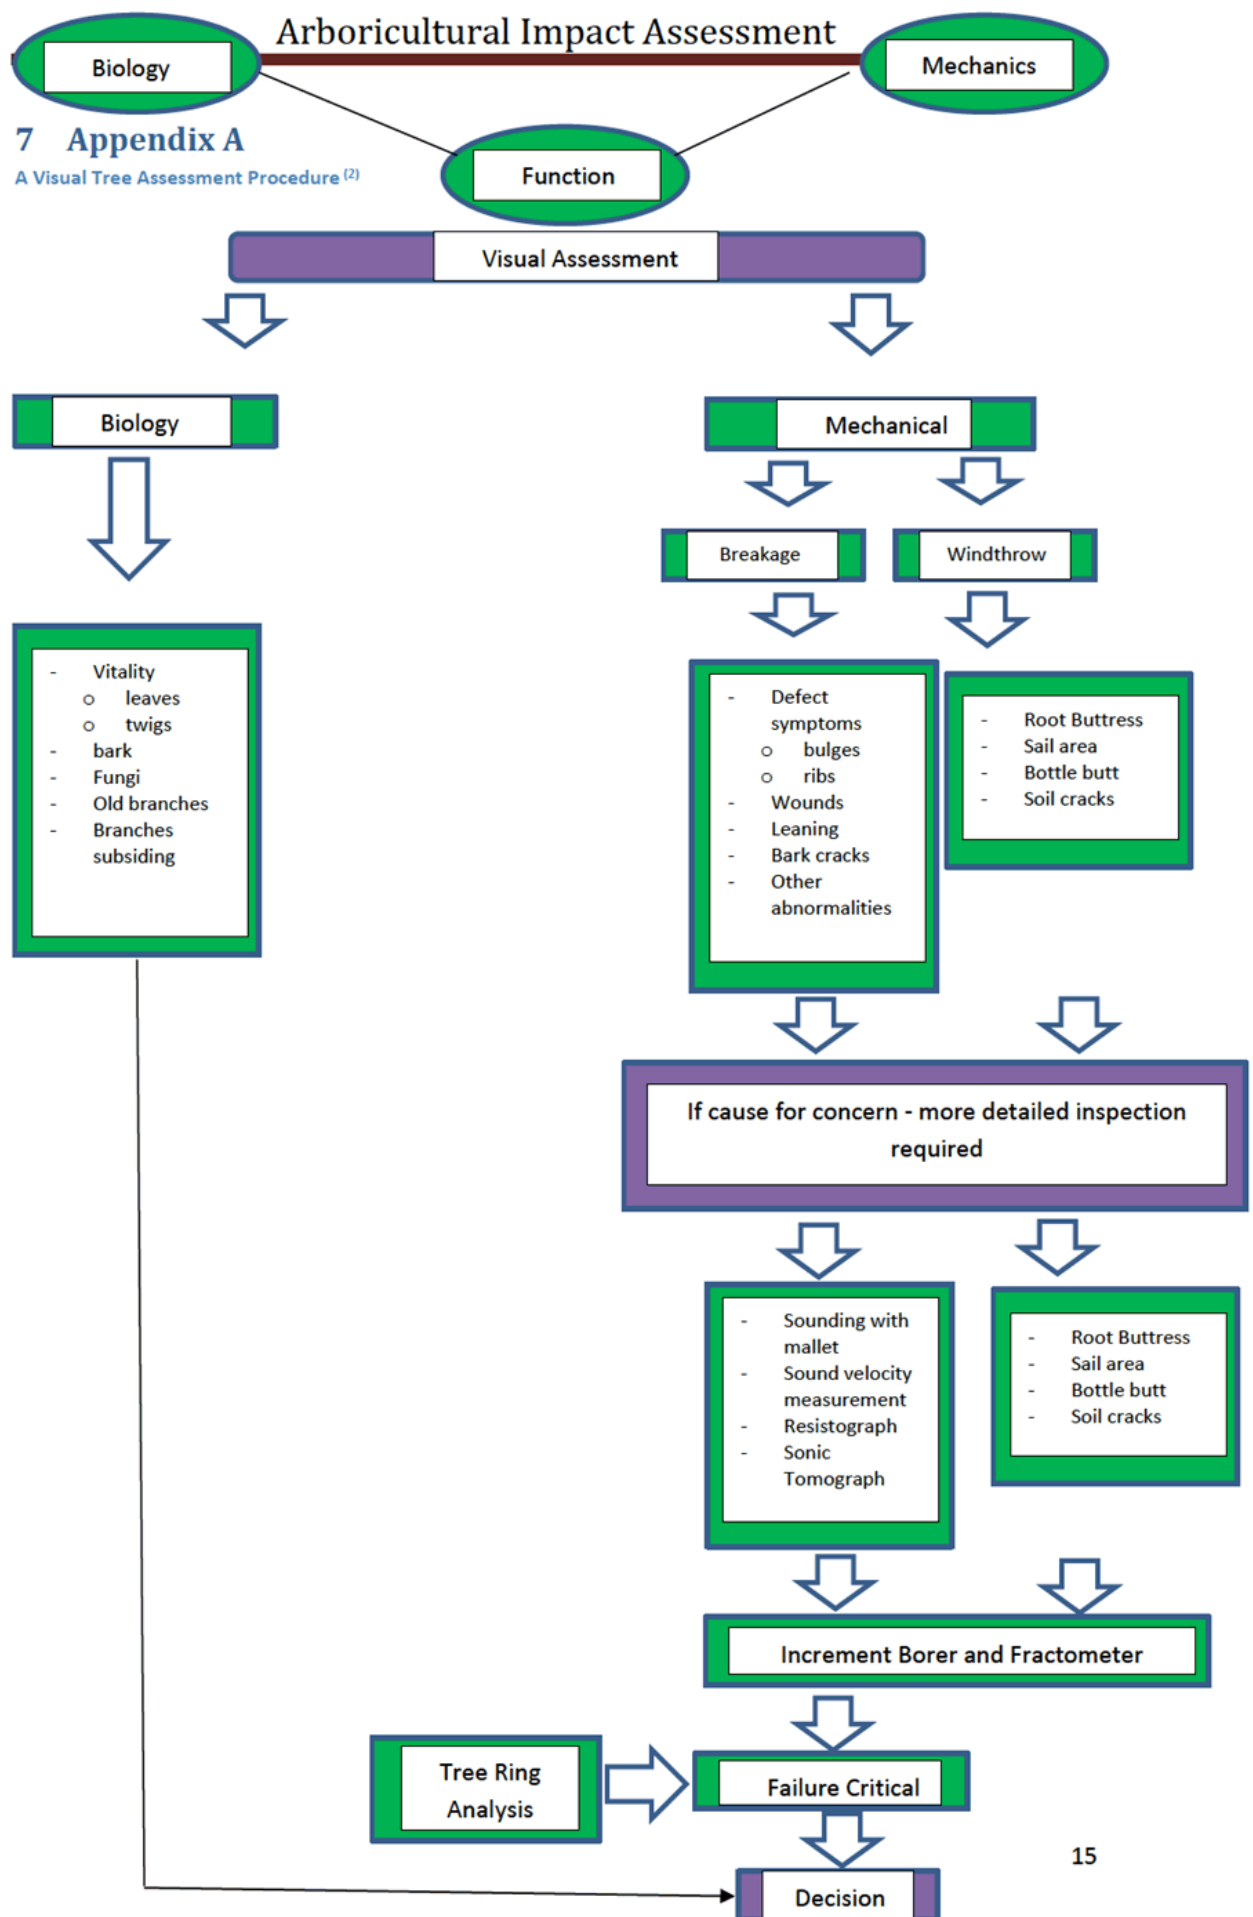 Arboricultural Impact Assessment
Biology
Mechanics
7 Appendix A
A Visual Tree Assessment Procedure (2)
Function
Visual Assessment
Biology
Mechanical
Breakage
Windthrow
- Vitality
o leaves
o twigs
- bark
- Fungi
- Old branches
- Branches
subsiding
- Defect
symptoms
o bulges
o ribs
- Wounds
- Leaning
- Bark cracks
- Other
abnormalities
- Root Buttress
- Sail area
- Bottle butt
- Soil cracks
If cause for concern - more detailed inspection
required
- Sounding with
mallet
- Sound velocity
measurement
- Resistograph
- Sonic
Tomograph
- Root Buttress
- Sail area
- Bottle butt
- Soil cracks
Increment Borer and Fractometer
Tree Ring
Analysis
Failure Critical
15
Decision